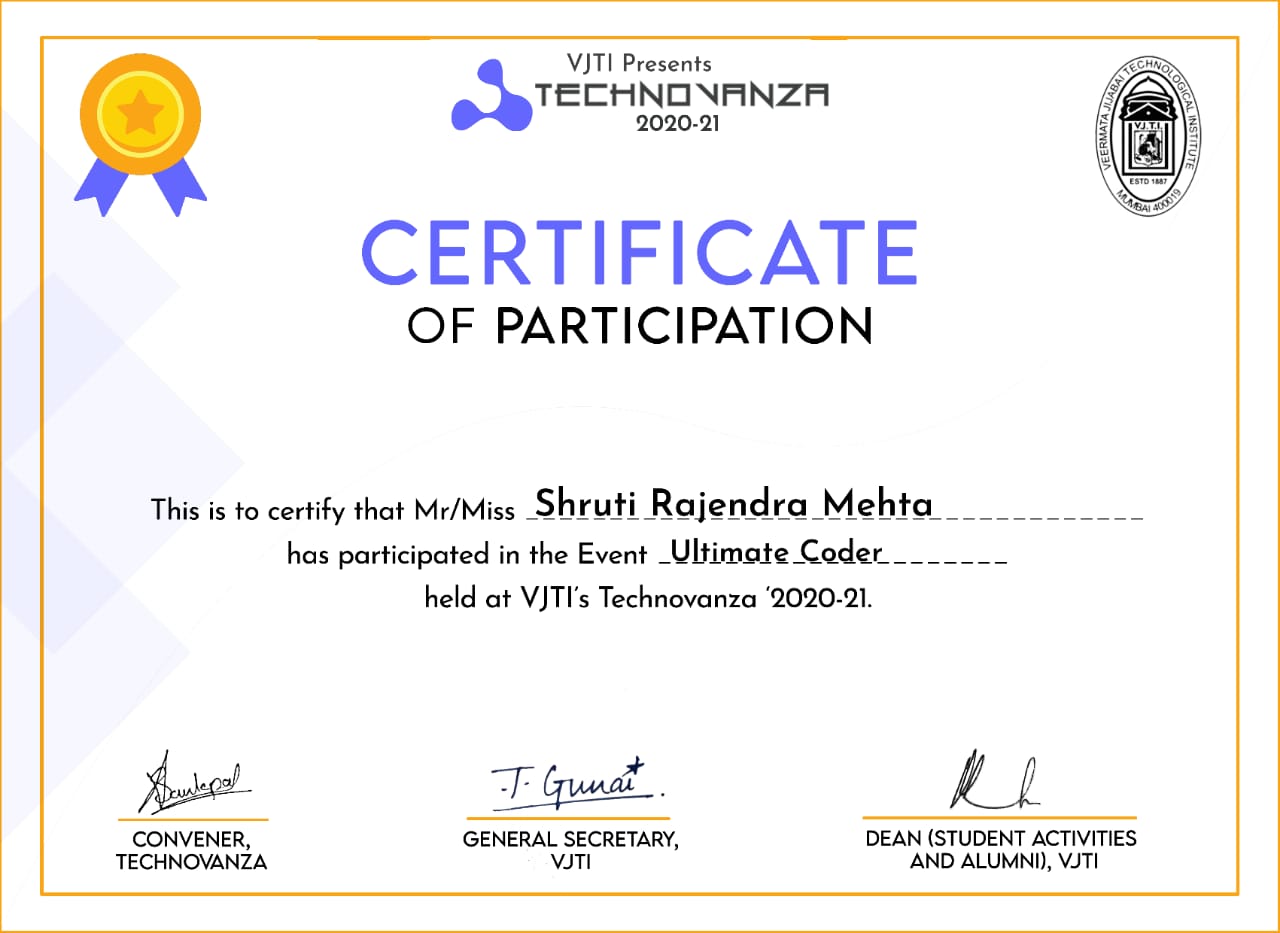 VJTI Presents
TECHNOVANZA
2020-21
VEERMATA JIJABAI TECHNOLOGICAL INSTITUTE
V.J.T.I.
ESTD 1887
MUMBAI 400019
CERTIFICATE
OF PARTICIPATION
This is to certify that Mr/Miss Shruti Rajendra Mehta
has participated in the Event Ultimate Coder
held at VJTI's Technovanza '2020-21.
J. Gunai
CONVENER,
TECHNOVANZA
GENERAL SECRETARY,
VJTI
DEAN (STUDENT ACTIVITIES
AND ALUMNI), VJTI